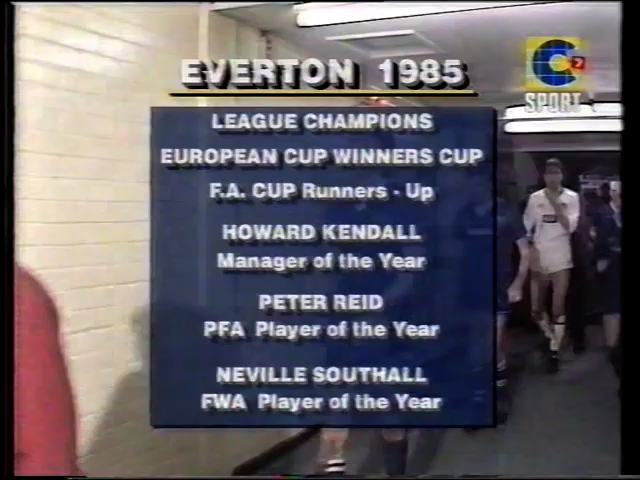 EVERTON 1985
C 2
SPORT
LEAGUE CHAMPIONS
EUROPEAN CUP WINNERS CUP
F.A. CUP Runners - Up
HOWARD KENDALL
Manager of the Year
PETER REID
PFA Player of the Year
NEVILLE SOUTHALL
FWA Player of the Year